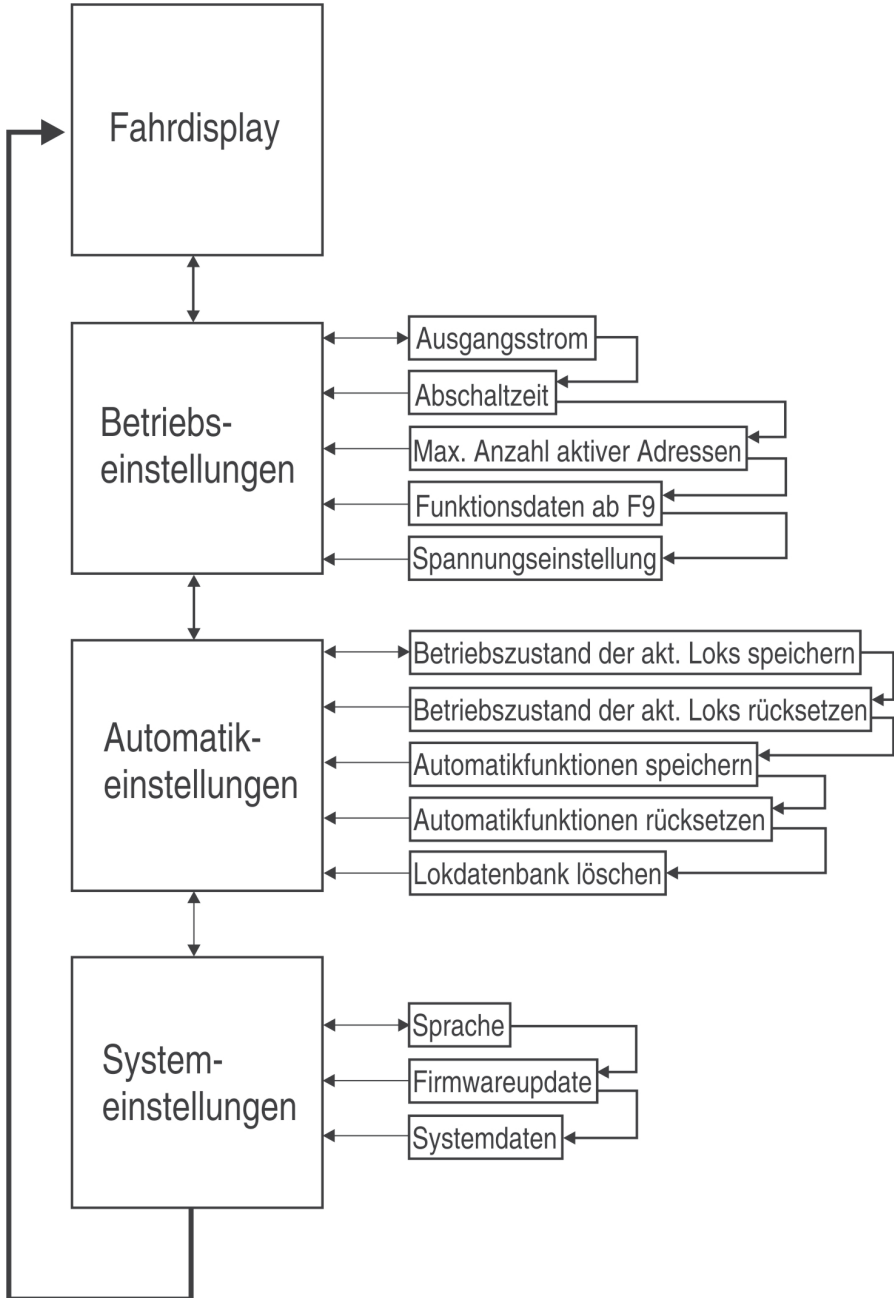 Fahrdisplay
Betriebs-
einstellungen
Ausgangsstrom
Abschaltzeit
Max. Anzahl aktiver Adressen
Funktionsdaten ab F9
Spannungseinstellung
Automatik-
einstellungen
Betriebszustand der akt. Loks speichern
Betriebszustand der akt. Loks rücksetzen
Automatikfunktionen speichern
Automatikfunktionen rücksetzen
Lokdatenbank löschen
System-
einstellungen
Sprache
Firmwareupdate
Systemdaten